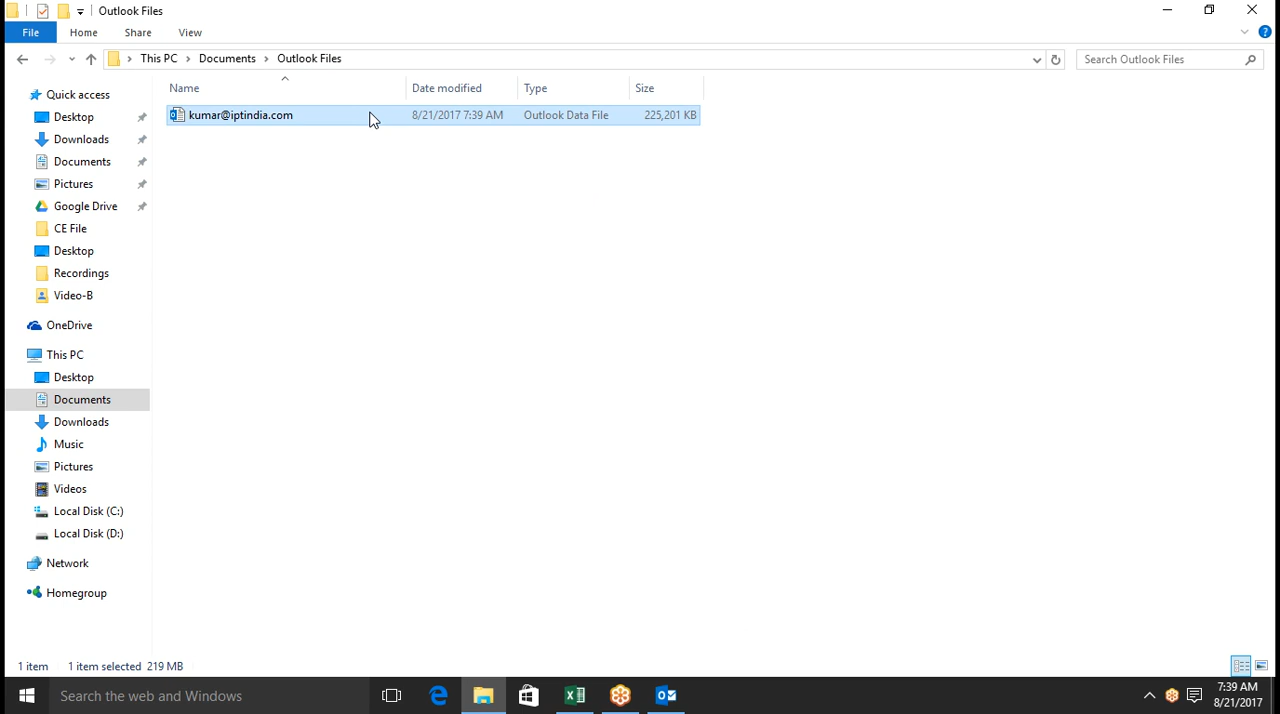 Outlook Files
File Home Share View
This PC Documents Outlook Files Search Outlook Files
Name Date modified Type Size
kumar@iptindia.com 8/21/2017 7:39 AM Outlook Data File 225,201 KB
Quick access
Desktop
Downloads
Documents
Pictures
Google Drive
CE File
Desktop
Recordings
Video-B
OneDrive
This PC
Desktop
Documents
Downloads
Music
Pictures
Videos
Local Disk (C:)
Local Disk (D:)
Network
Homegroup
1 item 1 item selected 219 MB
Search the web and Windows
7:39 AM
8/21/2017